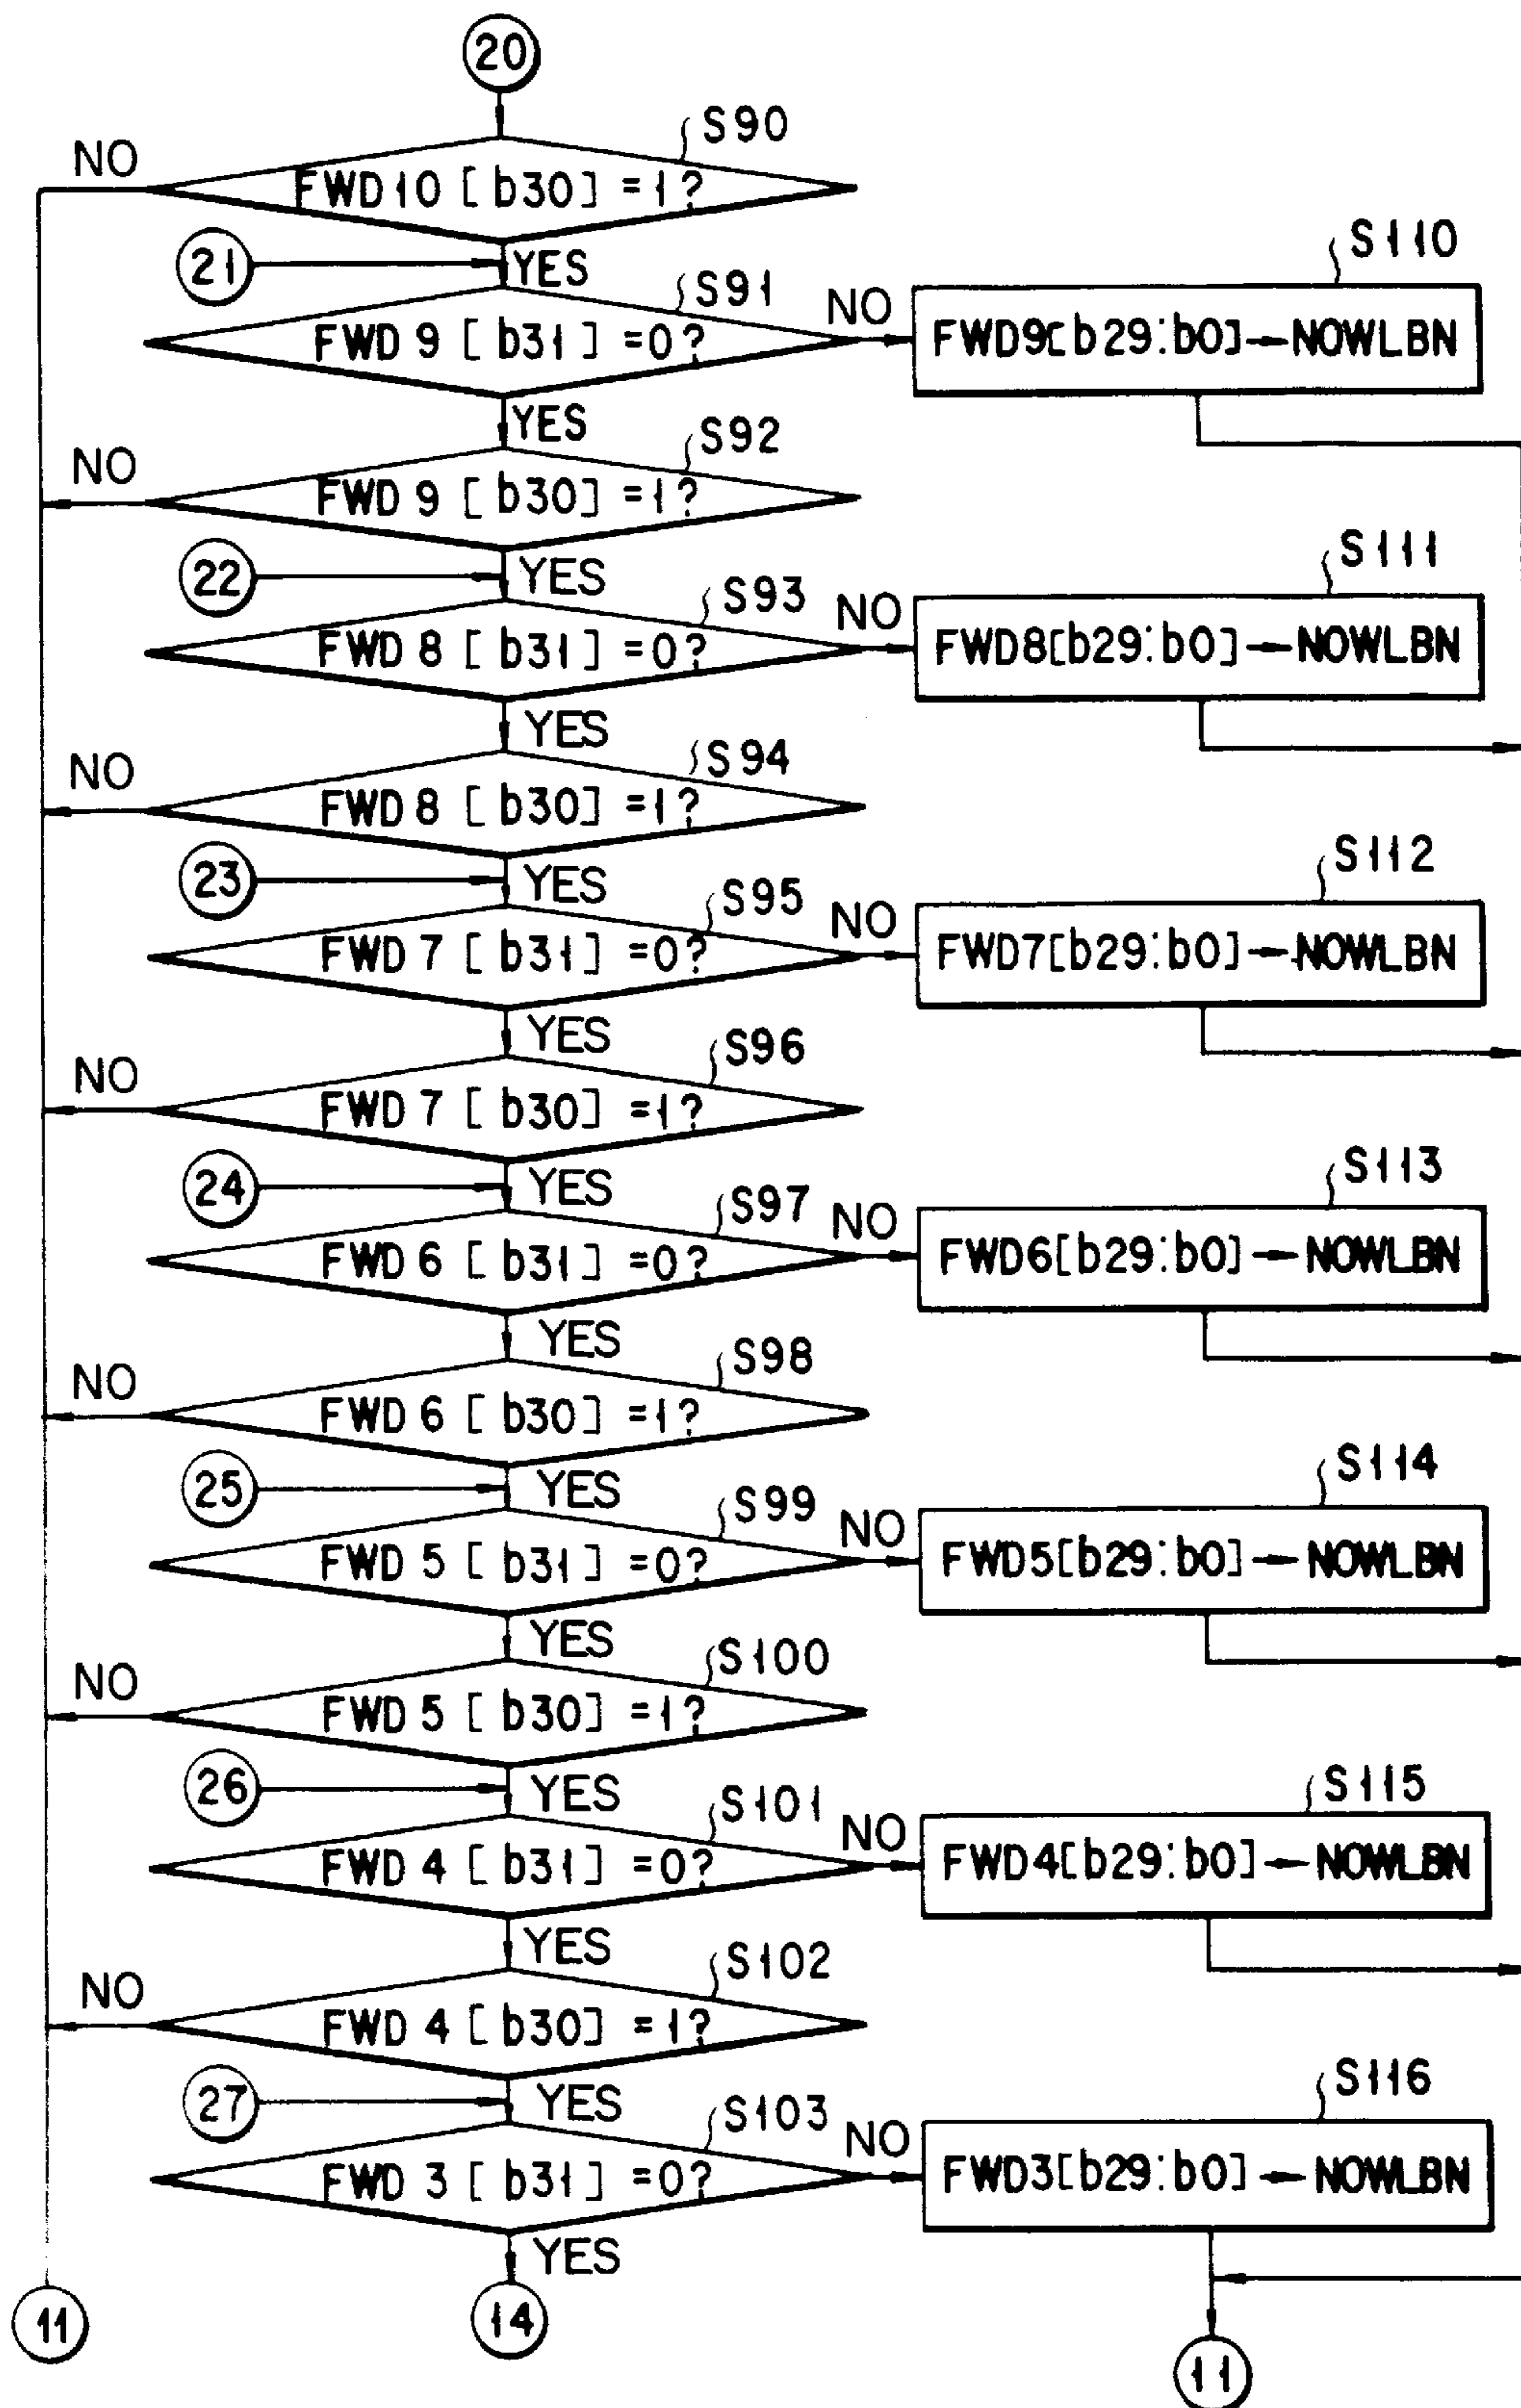 20
S90
NO
FWD 10 [ b30] =1?
21
YES
S91
S110
FWD 9 [ b31] =0?
NO
FWD9[b29:b0]→NOWLBN
YES
S92
NO
FWD 9 [ b30] =1?
22
YES
S93
S111
FWD 8 [ b31] =0?
NO
FWD8[b29:b0]→NOWLBN
YES
S94
NO
FWD 8 [ b30] =1?
23
YES
S95
S112
FWD 7 [ b31] =0?
NO
FWD7[b29:b0]→NOWLBN
YES
S96
NO
FWD 7 [ b30] =1?
24
YES
S97
S113
FWD 6 [ b31] =0?
NO
FWD6[b29:b0]→NOWLBN
YES
S98
NO
FWD 6 [ b30] =1?
25
YES
S99
S114
FWD 5 [ b31] =0?
NO
FWD5[b29:b0]→NOWLBN
YES
S100
NO
FWD 5 [ b30] =1?
26
YES
S101
S115
FWD 4 [ b31] =0?
NO
FWD4[b29:b0]→NOWLBN
YES
S102
NO
FWD 4 [ b30] =1?
27
YES
S103
S116
FWD 3 [ b31] =0?
NO
FWD3[b29:b0]→NOWLBN
YES
11
14
11